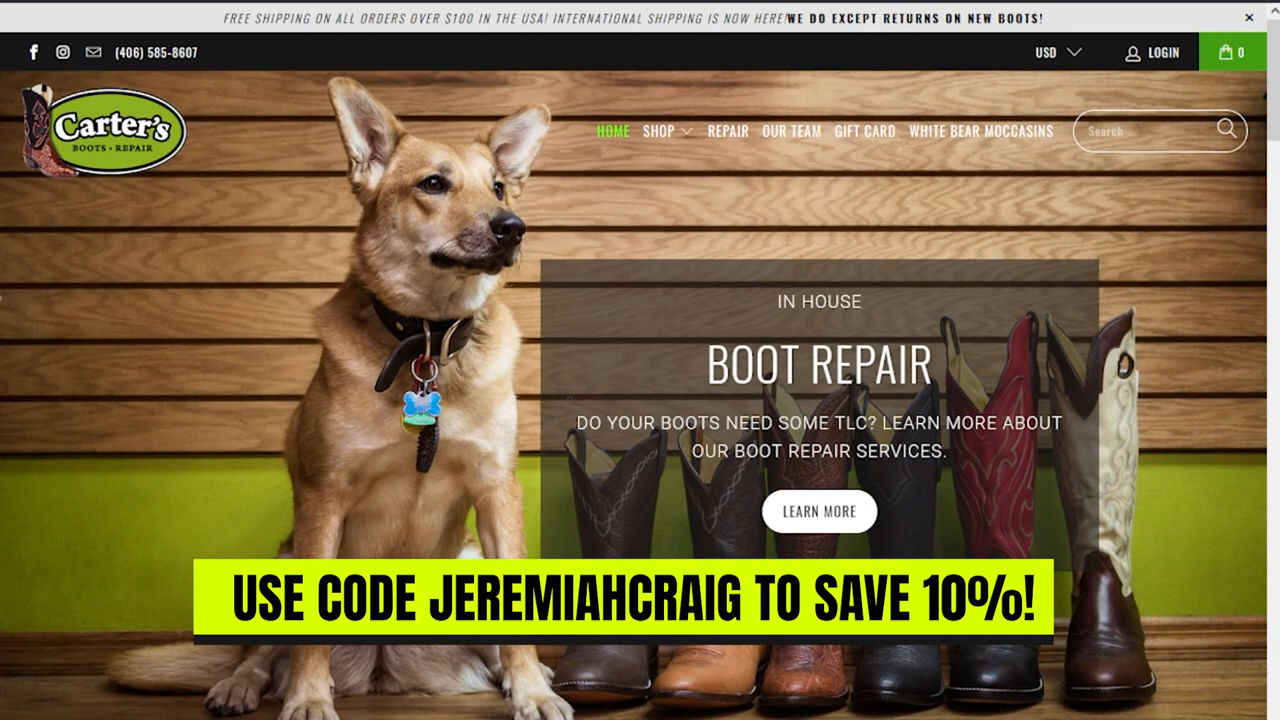 FREE SHIPPING ON ALL ORDERS OVER $100 IN THE USA! INTERNATIONAL SHIPPING IS NOW HERE! WE DO EXCEPT RETURNS ON NEW BOOTS!
(406) 585-8607
USD
LOGIN
0
Carter's
BOOTS • REPAIR
HOME SHOP REPAIR OUR TEAM GIFT CARD WHITE BEAR MOCCASINS
Search
IN HOUSE
BOOT REPAIR
DO YOUR BOOTS NEED SOME TLC? LEARN MORE ABOUT
OUR BOOT REPAIR SERVICES.
LEARN MORE
USE CODE JEREMIAHCRAIG TO SAVE 10%!